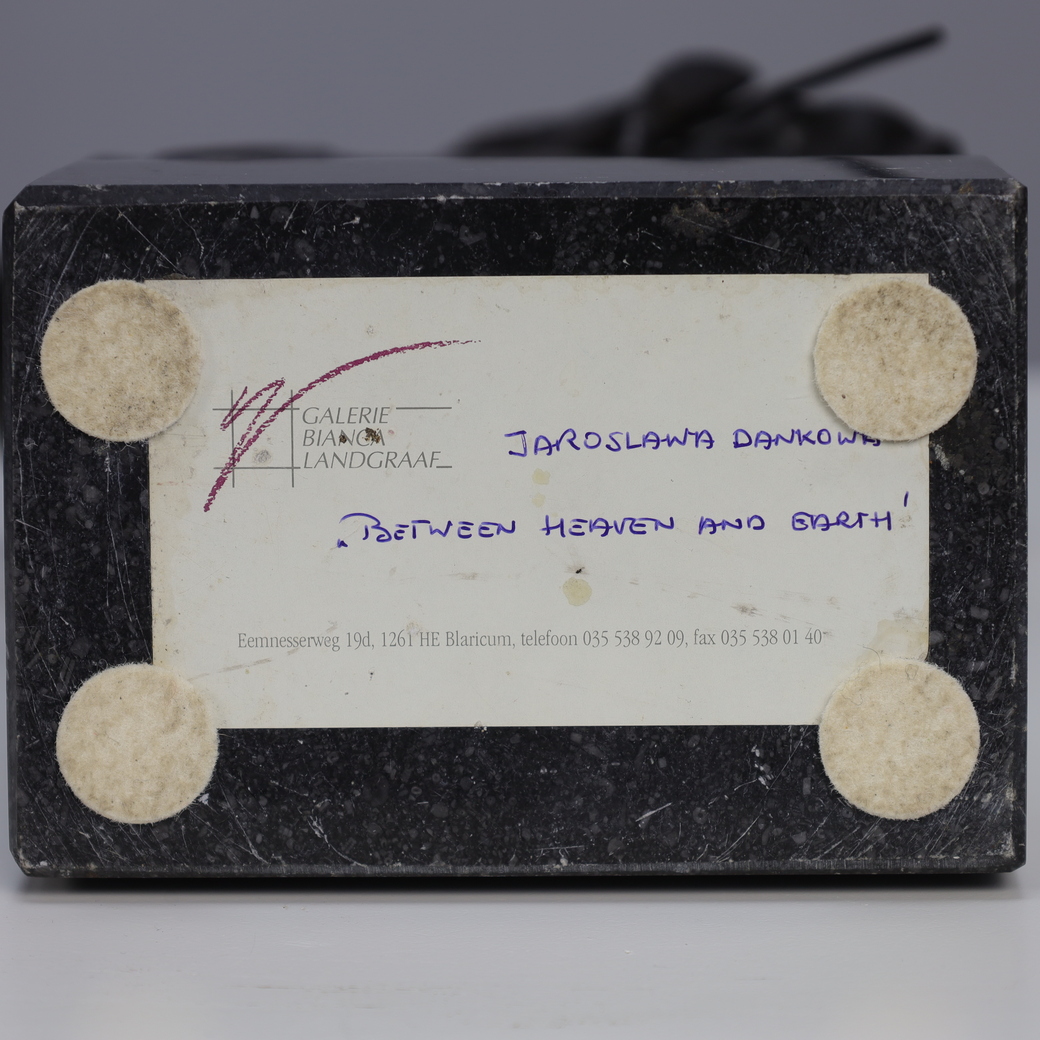 GALERIE
BIANCA
LANDGRAAF
JAROSLAWA DANKOWA
„BETWEEN HEAVEN AND EARTH'
Eemnesserweg 19d, 1261 HE Blaricum, telefoon 035 538 92 09, fax 035 538 01 40